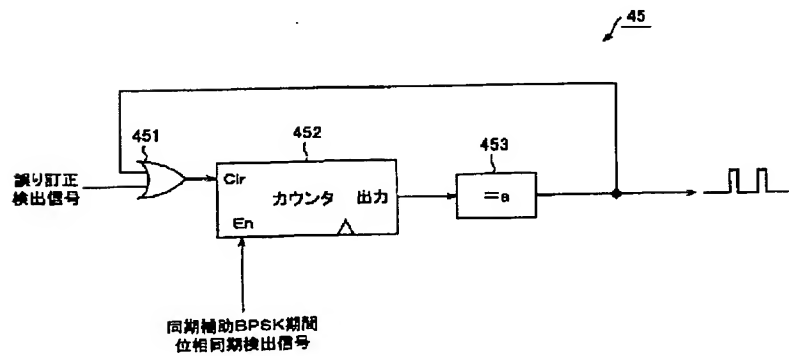 45
451
452
453
誤り訂正
検出信号
Clr
カウンタ
出力
En
=a
同期補助BPSK期間
位相同期検出信号